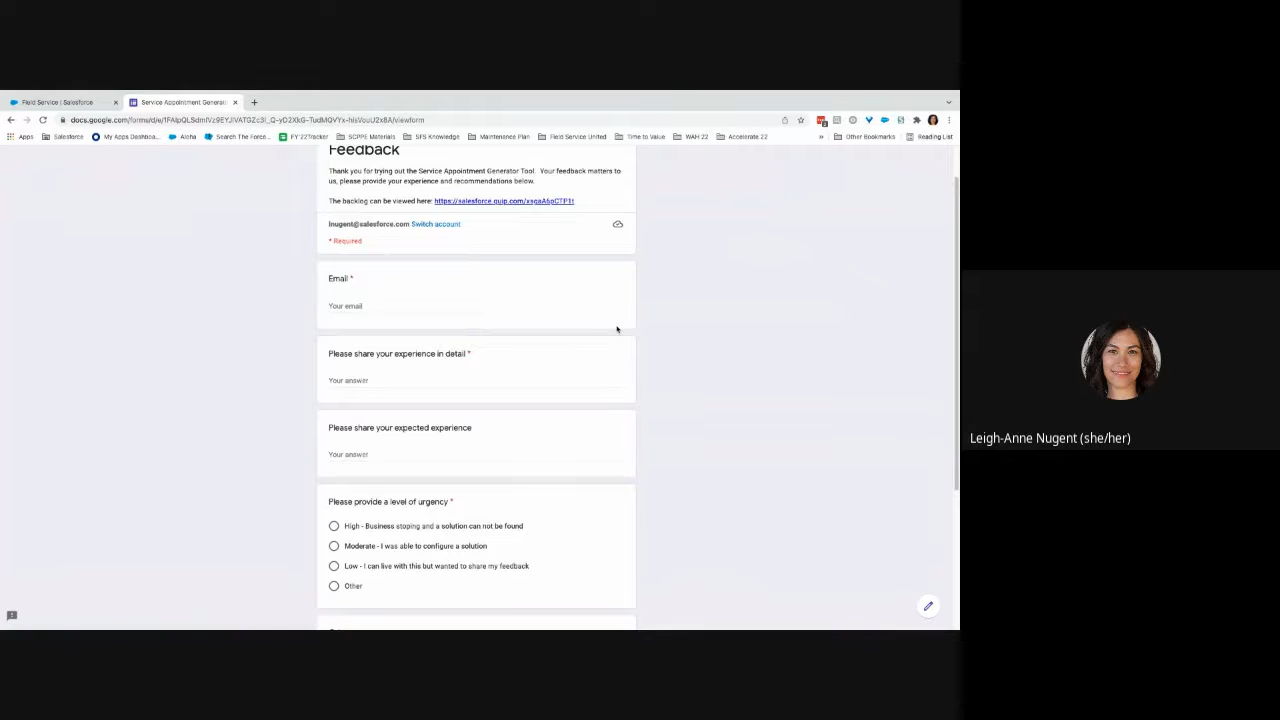 Field Service | Salesforce
Service Appointment Generat
Apps
Salesforce
My Apps Dashboa...
Aloha
Search The Force...
FY'22Tracker
SCPPE Materials
SFS Knowledge
Maintenance Plan
Field Service United
Time to Value
WAH 22
Accelerate 22
Other Bookmarks
Reading List
Feedback
Thank you for trying out the Service Appointment Generator Tool. Your feedback matters to
us, please provide your experience and recommendations below.
The backlog can be viewed here:
lnugent@salesforce.com Switch account
* Required
Email *
Your email
Please share your experience in detail *
Your answer
Please share your expected experience
Your answer
Please provide a level of urgency *
High - Business stoping and a solution can not be found
Moderate - I was able to configure a solution
Low - I can live with this but wanted to share my feedback
Other
Leigh-Anne Nugent (she/her)